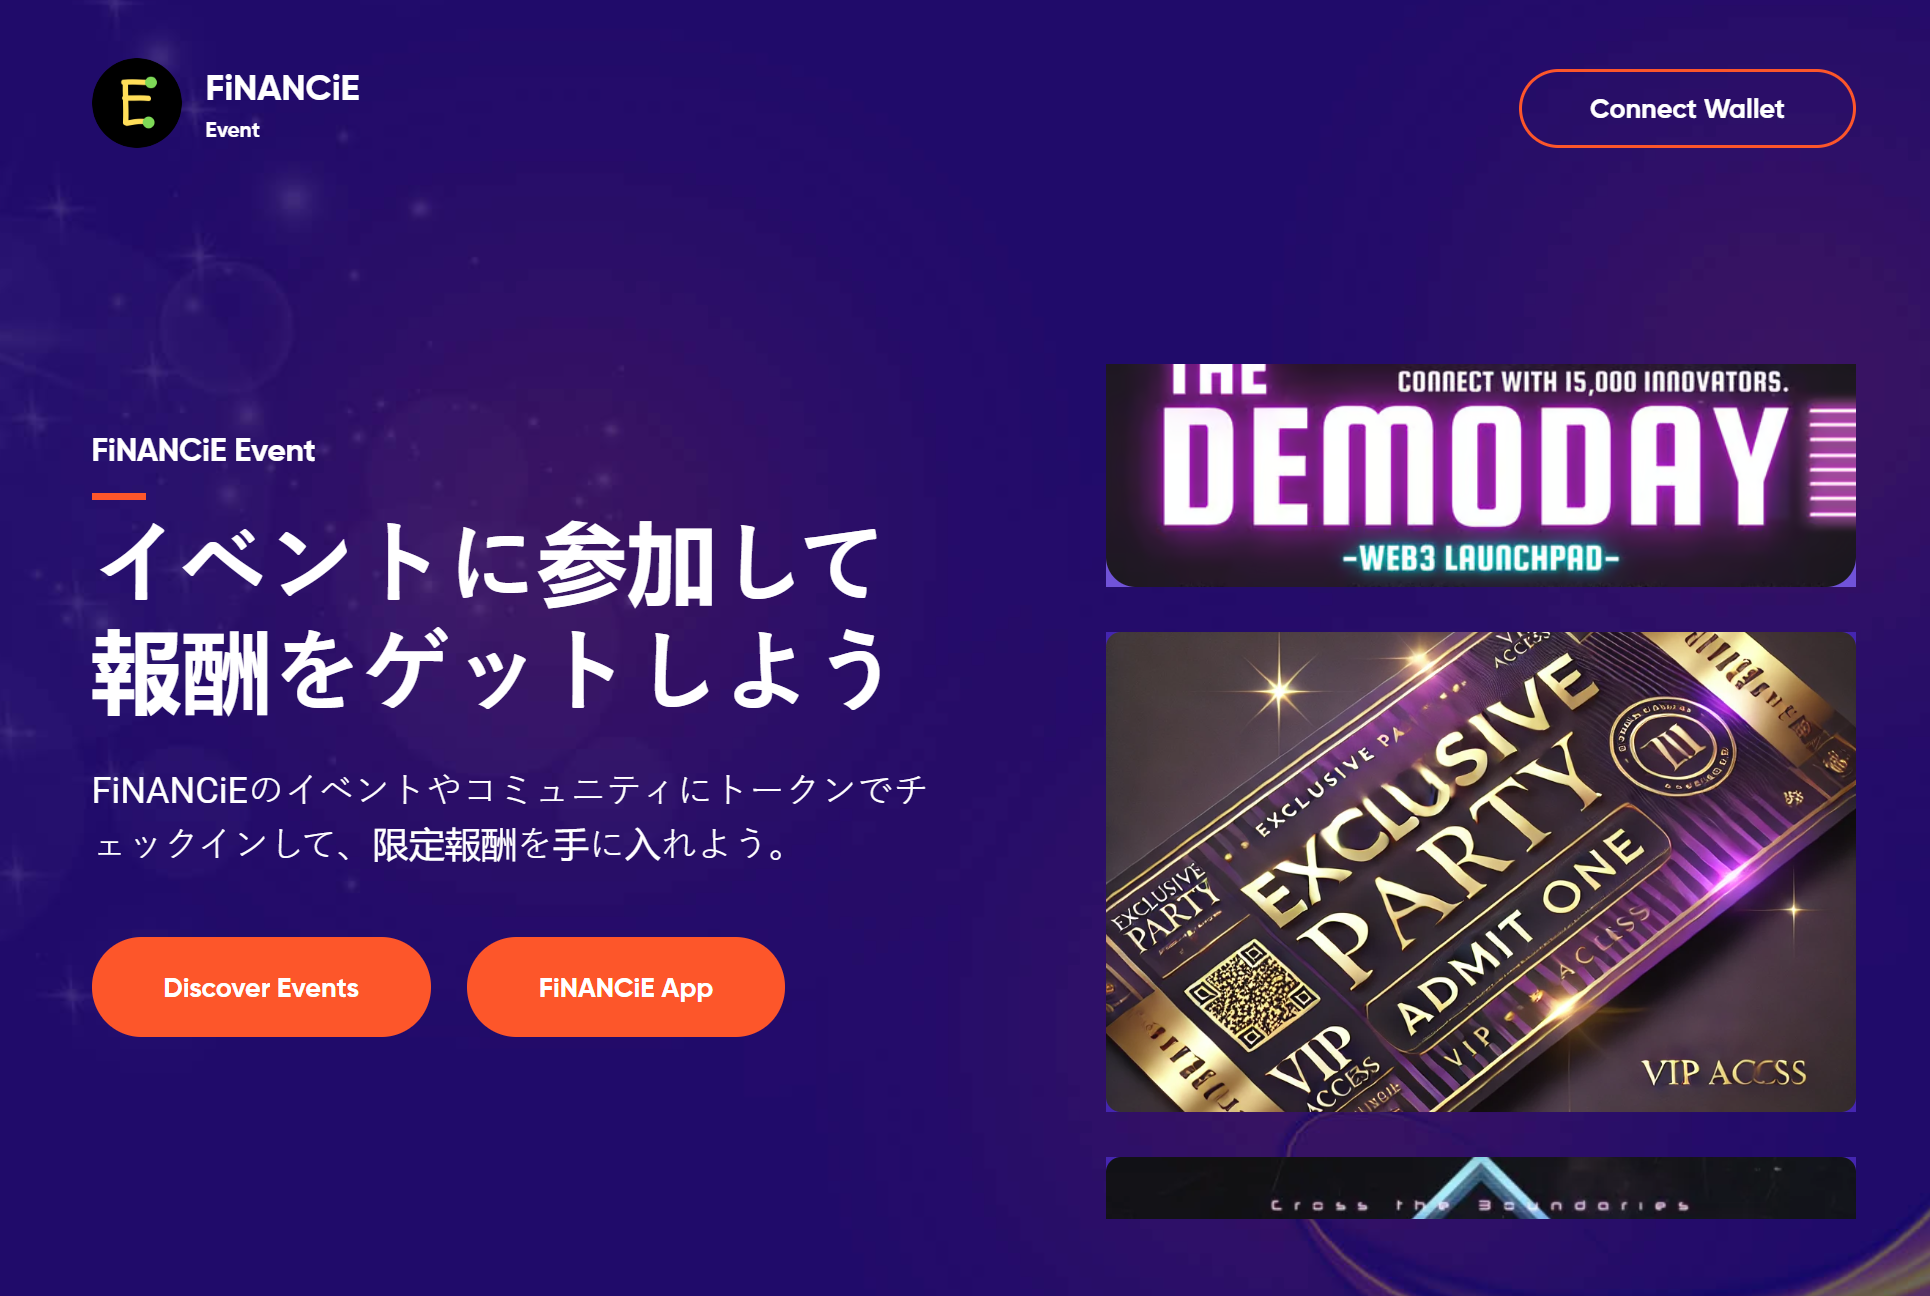 FiNANCiE
Event
Connect Wallet
FiNANCiE Event
イベントに参加して
報酬をゲットしよう
FiNANCiEのイベントやコミュニティにトークンでチ
ェックインして、限定報酬を手に入れよう。
Discover Events
FiNANCiE App
THE
CONNECT WITH 15,000 INNOVATORS.
DEMODAY
-WEB3 LAUNCHPAD-
EXCLUSIVE
EXCLUSIVE
PARTY
ADMIT ONE
VIP ACCESS
EXCLUSIVE
PARTY
VIP
ACCESS
VIP ACCSS
Cross the Boundaries